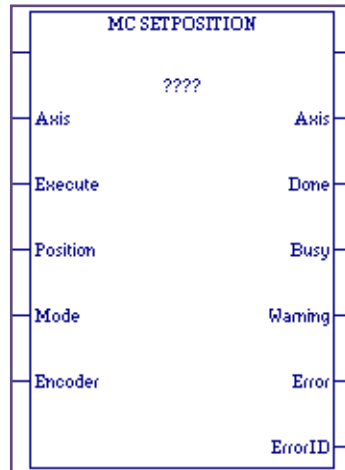 MC SETPOSITION
????
Axis Axis
Execute Done
Position Busy
Mode Warning
Encoder Error
ErrorID